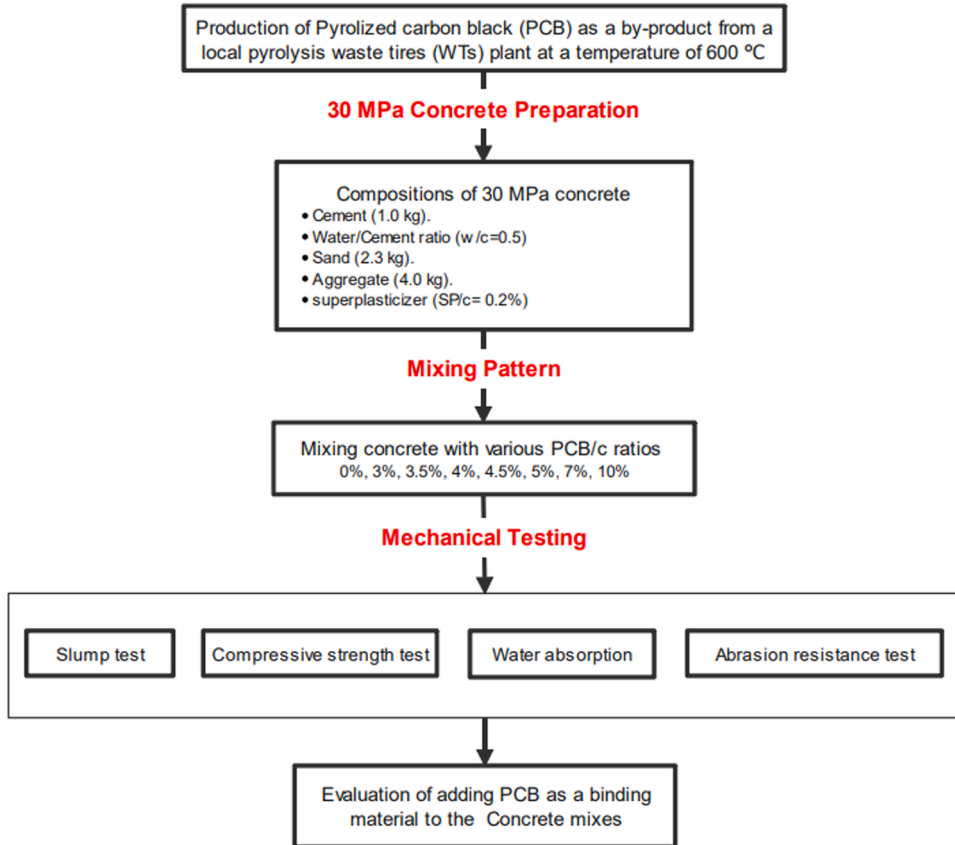 Production of Pyrolized carbon black (PCB) as a by-product from a
local pyrolysis waste tires (WTs) plant at a temperature of 600 ℃
30 MPa Concrete Preparation
Compositions of 30 MPa concrete
• Cement (1.0 kg).
• Water/Cement ratio (w/c=0.5)
• Sand (2.3 kg).
• Aggregate (4.0 kg).
• superplasticizer (SP/c= 0.2%)
Mixing Pattern
Mixing concrete with various PCB/c ratios
0%, 3%, 3.5%, 4%, 4.5%, 5%, 7%, 10%
Mechanical Testing
Slump test
Compressive strength test
Water absorption
Abrasion resistance test
Evaluation of adding PCB as a binding
material to the Concrete mixes